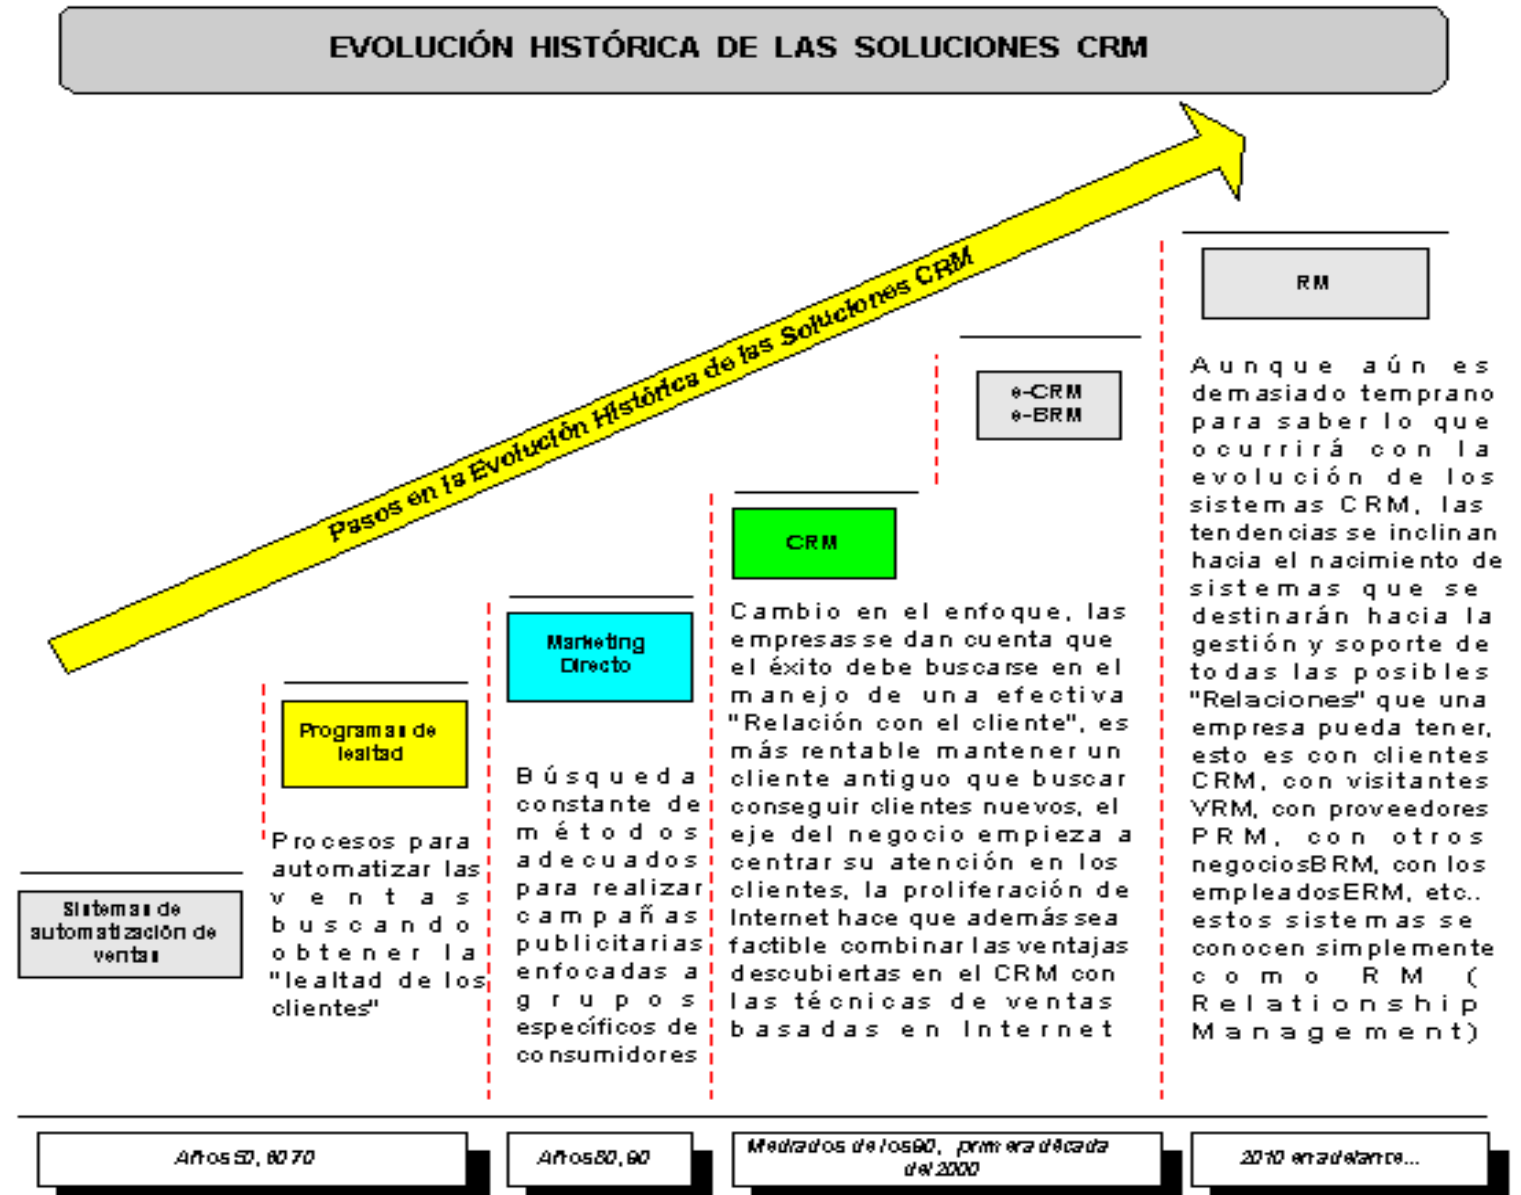 EVOLUCIÓN HISTÓRICA DE LAS SOLUCIONES CRM
Pasos en la Evolución Histórica de las Soluciones CRM
Sistemas de
automatización de
ventas
Programas de
lealtad
Procesos para
automatizar las
ventas
buscando
obtener la
"lealtad de los
clientes"
Marketing
Directo
Búsqueda
constante de
métodos
adecuados
para realizar
campañas
publicitarias
enfocadas a
grupos
específicos de
consumidores
CRM
Cambio en el enfoque, las
empresas se dan cuenta que
el éxito debe buscarse en el
manejo de una efectiva
"Relación con el cliente", es
más rentable mantener un
cliente antiguo que buscar
conseguir clientes nuevos, el
eje del negocio empieza a
centrar su atención en los
clientes, la proliferación de
Internet hace que además sea
factible combinar las ventajas
descubiertas en el CRM con
las técnicas de ventas
basadas en Internet
e-CRM
e-BRM
RM
Aunque aún es
demasiado temprano
para saber lo que
ocurrirá con la
evolución de los
sistemas CRM, las
tendencias se inclinan
hacia el nacimiento de
sistemas que se
destinarán hacia la
gestión y soporte de
todas las posibles
"Relaciones" que una
empresa pueda tener,
esto es con clientes
CRM, con visitantes
VRM, con proveedores
PRM, con otros
negociosBRM, con los
empleadosERM, etc..
estos sistemas se
conocen simplemente
como RM (
Relationship
Management)
Años 50, 60 70
Años 80, 90
Mediados de los 90, primera década
del 2000
2010 en adelante...